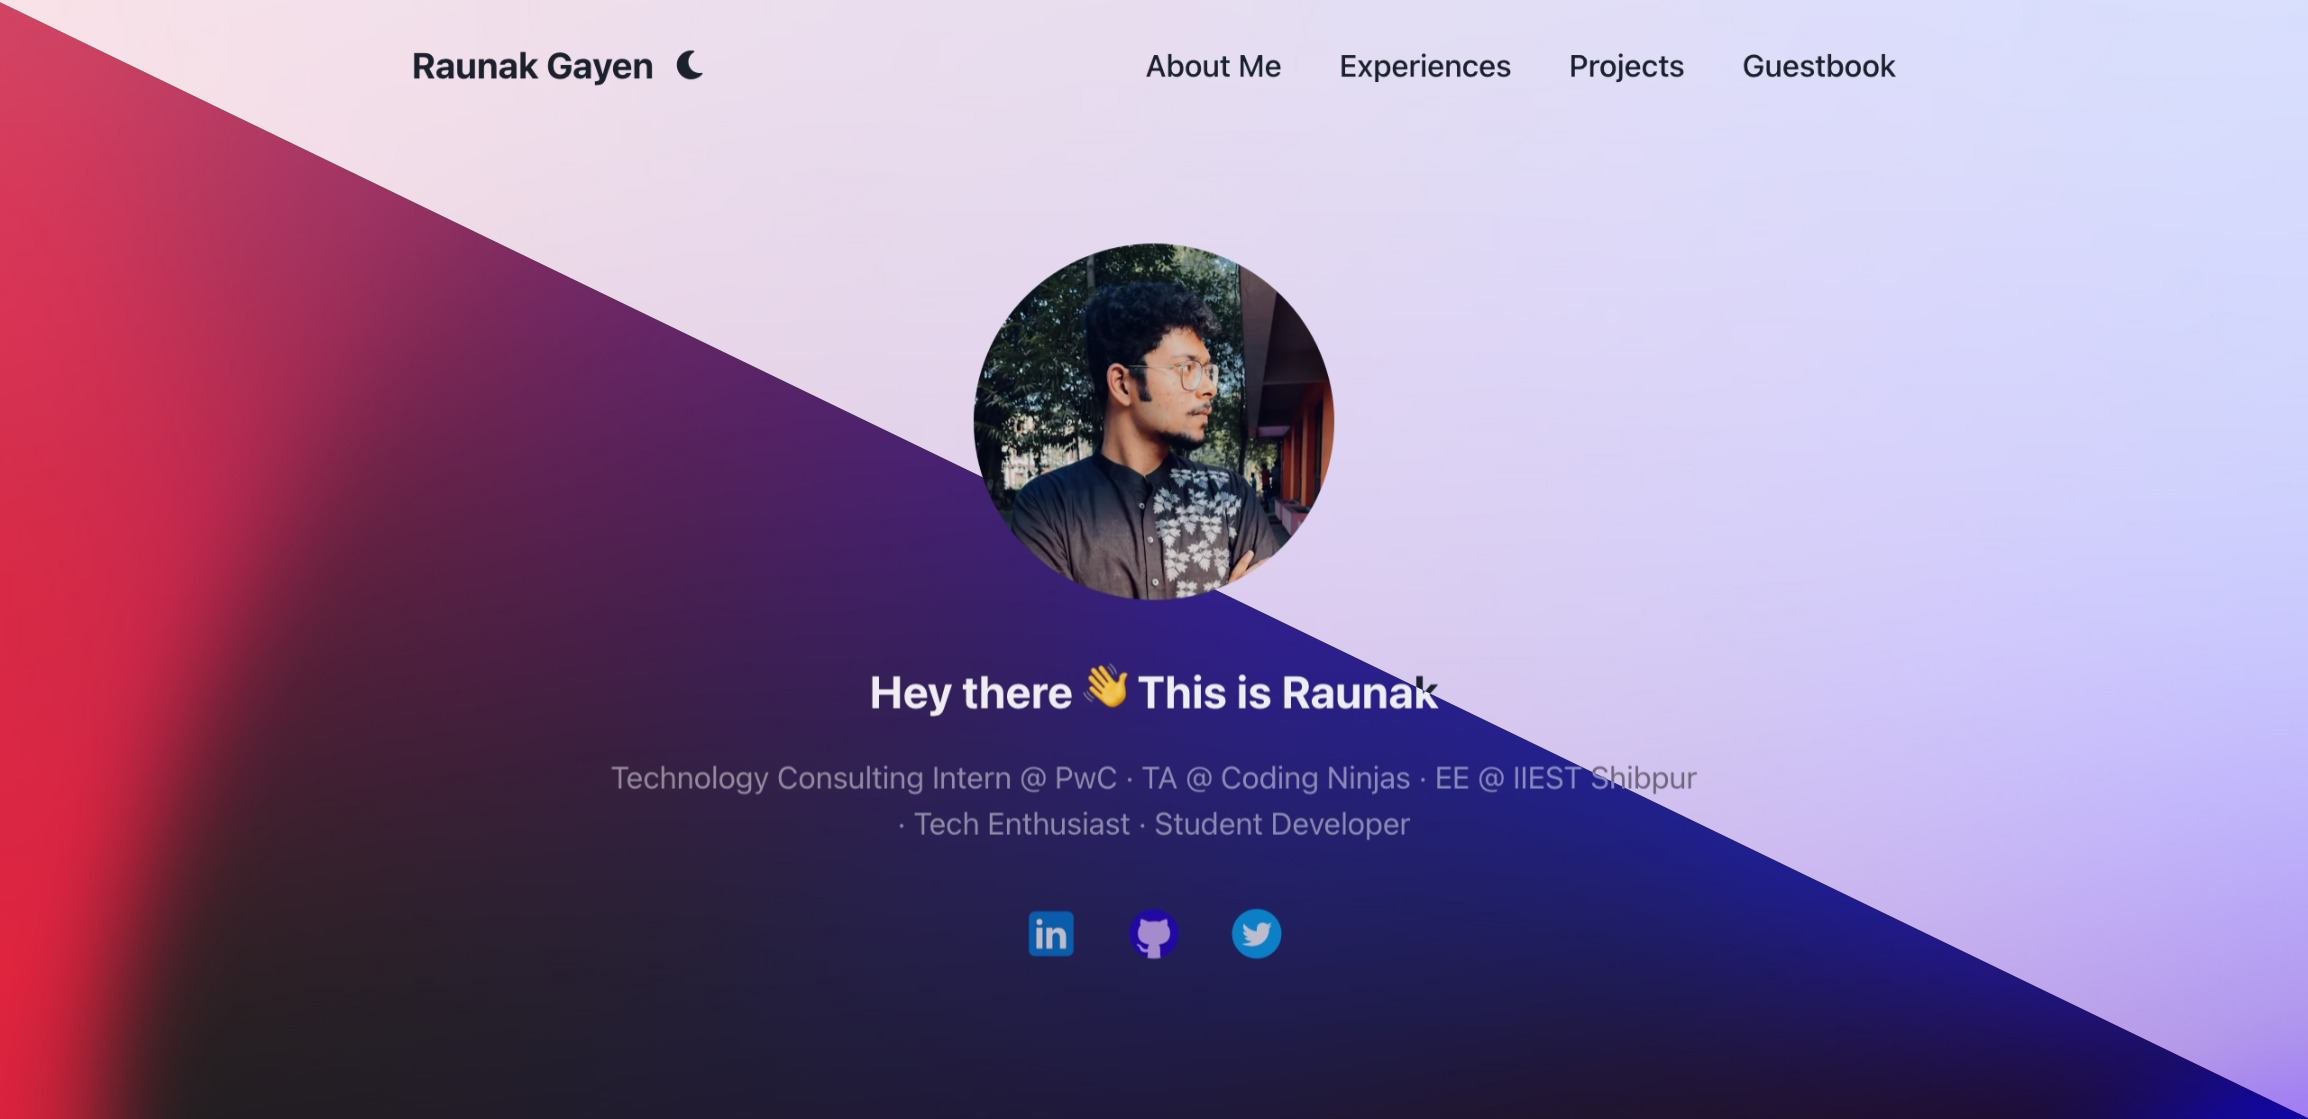 Raunak Gayen
About Me
Experiences
Projects
Guestbook
Hey there 👋 This is Raunak
Technology Consulting Intern @ PwC · TA @ Coding Ninjas · EE @ IIEST Shibpur
· Tech Enthusiast · Student Developer
in